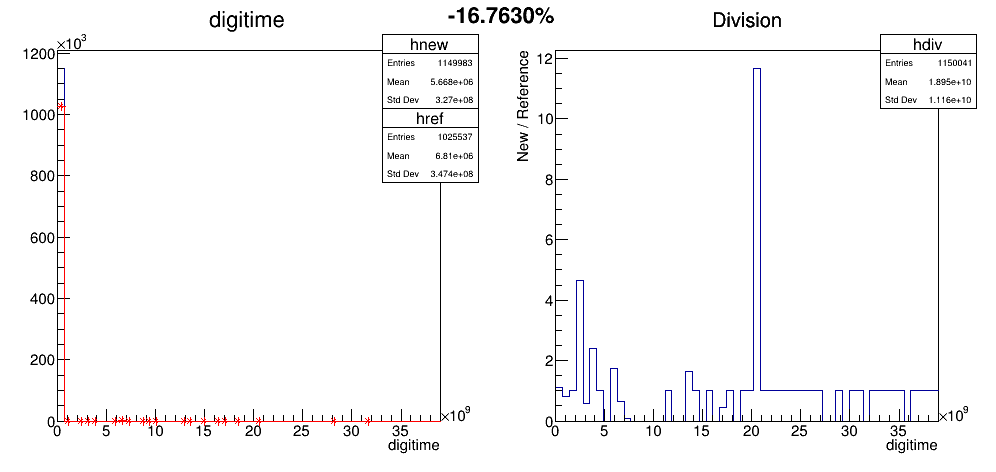 -16.7630%
digitime
×10³
hnew
Entries 1149983
Mean 5.668e+06
Std Dev 3.27e+08
href
Entries 1025537
Mean 6.81e+06
Std Dev 3.474e+08
1200
1000
800
600
400
200
0
0 5 10 15 20 25 30 35
×10⁹
digitime
Division
hdiv
Entries 1150041
Mean 1.895e+10
Std Dev 1.116e+10
New / Reference
12
10
8
6
4
2
0
0 5 10 15 20 25 30 35
×10⁹
digitime